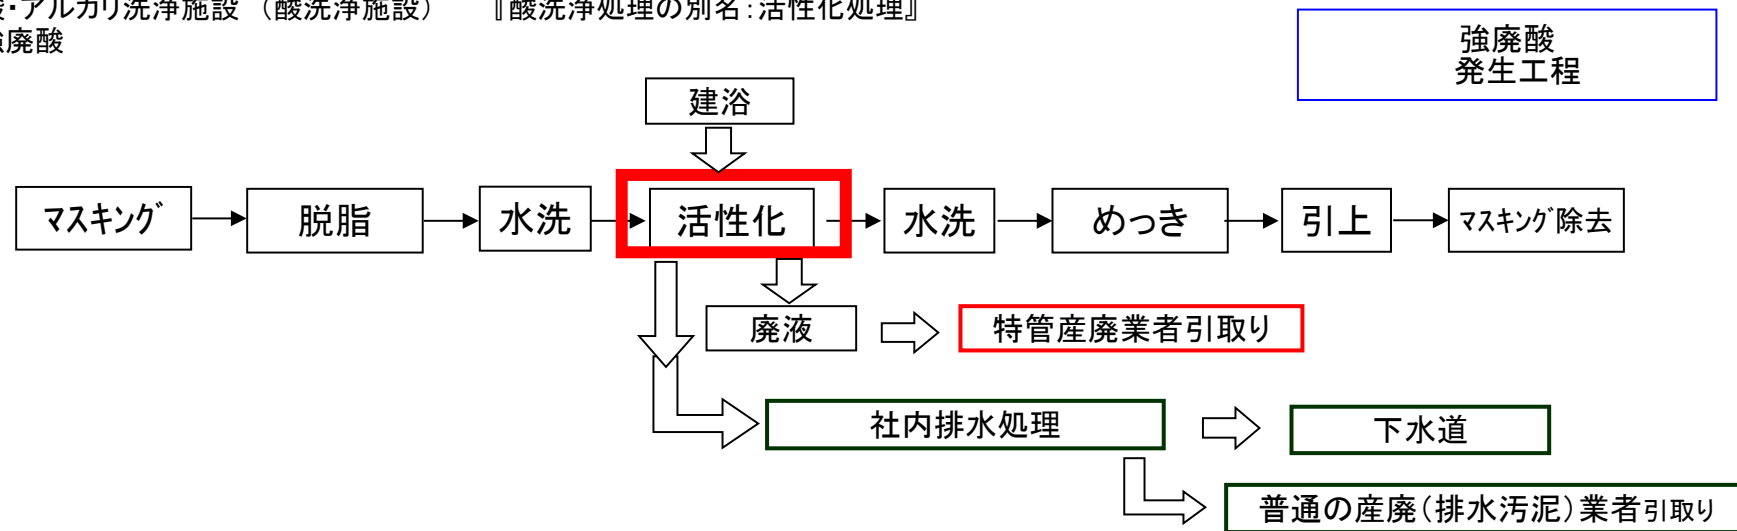 ・アルカリ洗浄施設 (酸洗浄施設) 『酸洗浄処理の別名:活性化処理』
強廃酸
強廃酸
発生工程
建浴
マスキング
脱脂
水洗
活性化
水洗
めっき
引上
マスキング除去
廃液
特管産廃業者引取り
社内排水処理
下水道
普通の産廃(排水汚泥)業者引取り